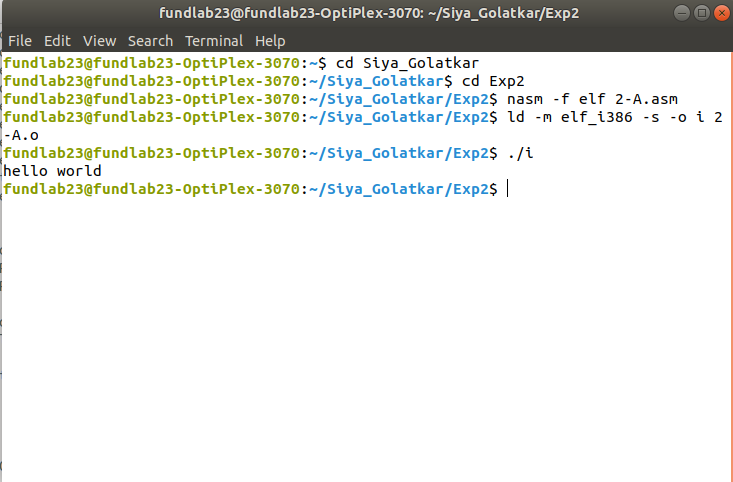 fundlab23@fundlab23-OptiPlex-3070: ~/Siya_Golatkar/Exp2
File Edit View Search Terminal Help
fundlab23@fundlab23-OptiPlex-3070:~$ cd Siya_Golatkar
fundlab23@fundlab23-OptiPlex-3070:~/Siya_Golatkar$ cd Exp2
fundlab23@fundlab23-OptiPlex-3070:~/Siya_Golatkar/Exp2$ nasm -f elf 2-A.asm
fundlab23@fundlab23-OptiPlex-3070:~/Siya_Golatkar/Exp2$ ld -m elf_i386 -s -o i 2
-A.o
fundlab23@fundlab23-OptiPlex-3070:~/Siya_Golatkar/Exp2$ ./i
hello world
fundlab23@fundlab23-OptiPlex-3070:~/Siya_Golatkar/Exp2$